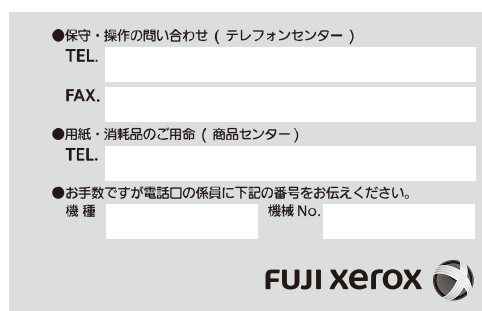 ●保守・操作の問い合わせ ( テレフォンセンター )
TEL.
FAX.
●用紙・消耗品のご用命 ( 商品センター )
TEL.
●お手数ですが電話口の係員に下記の番号をお伝えください。
機 種 機械 No.
FUJI xerox